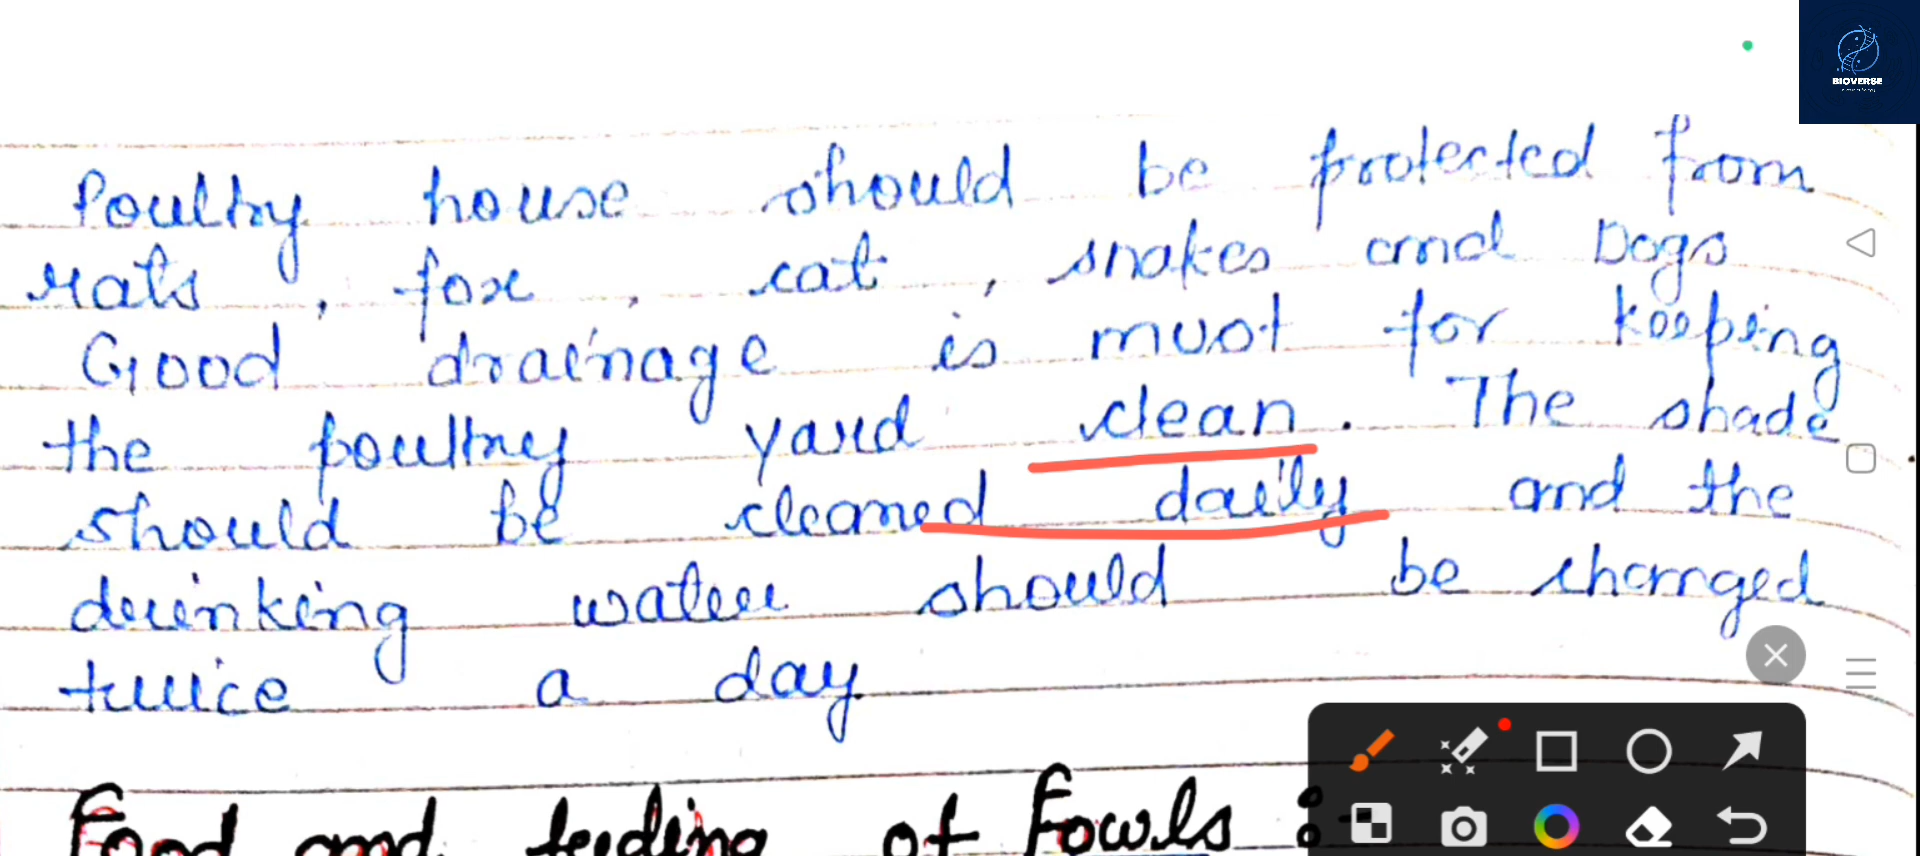 BIOVERSE
Poultry house should be protected from
rats, fox, cat, snakes and Dogs
Good drainage is must for keeping
the poultry yard clean. The shade
should be cleaned daily and the
drinking water should be changed
twice a day
Food and feeding of Fowls :-